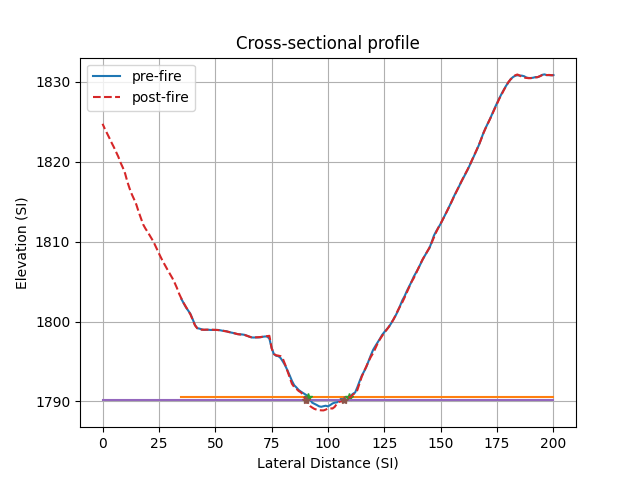 Cross-sectional profile
pre-fire
post-fire
1830
1820
1810
1800
1790
Elevation (SI)
0 25 50 75 100 125 150 175 200
Lateral Distance (SI)